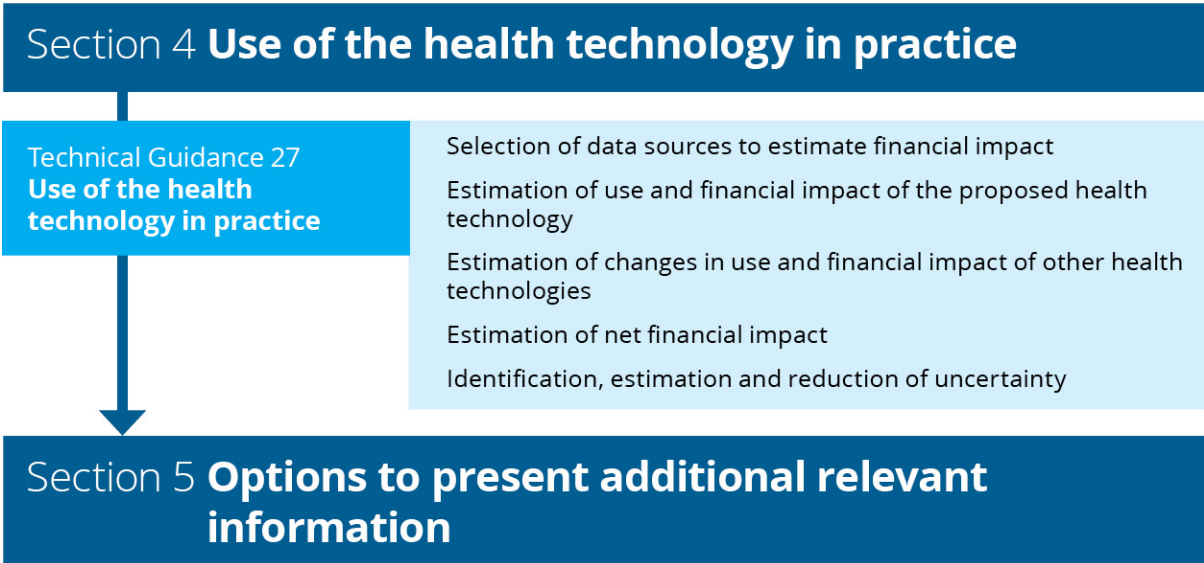 Section 4 Use of the health technology in practice
Technical Guidance 27
Use of the health
technology in practice
Selection of data sources to estimate financial impact
Estimation of use and financial impact of the proposed health
technology
Estimation of changes in use and financial impact of other health
technologies
Estimation of net financial impact
Identification, estimation and reduction of uncertainty
Section 5 Options to present additional relevant
information